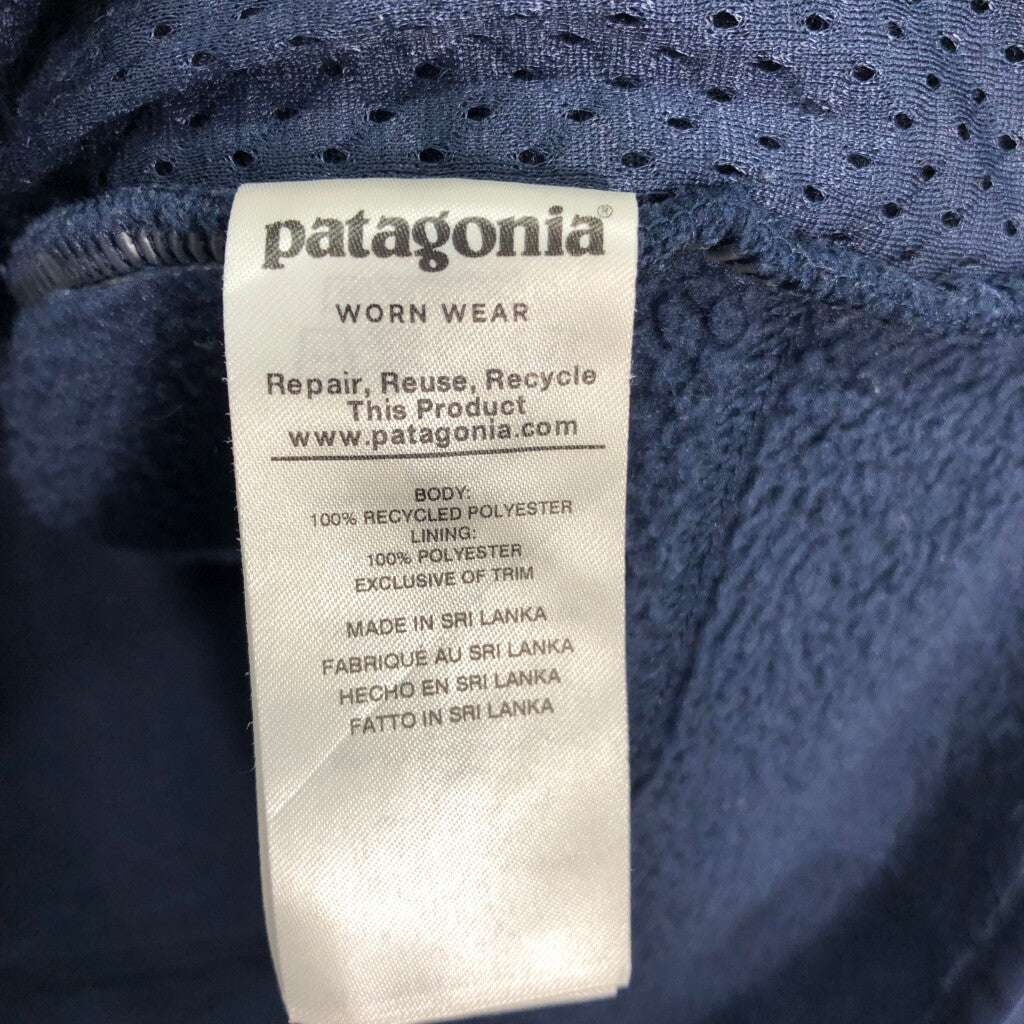 patagonia®
WORN WEAR
Repair, Reuse, Recycle
This Product
www.patagonia.com
BODY:
100% RECYCLED POLYESTER
LINING:
100% POLYESTER
EXCLUSIVE OF TRIM
MADE IN SRI LANKA
FABRIQUÉ AU SRI LANKA
HECHO EN SRI LANKA
FATTO IN SRI LANKA